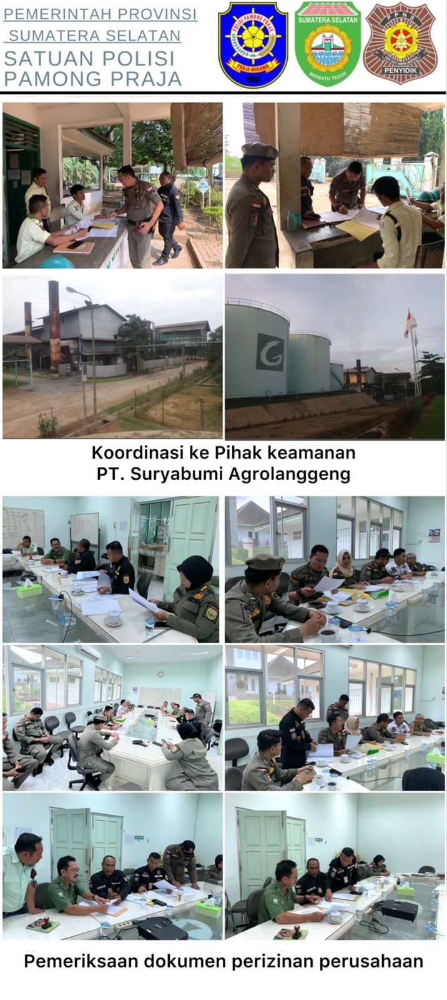 PEMERINTAH PROVINSI
SUMATERA SELATAN
SATUAN POLISI
PAMONG PRAJA
POLISI PAMONG PRAJA
PRAJA WIBAWA
1950
SUMATERA SELATAN
BERSATU TEGUH
PPNS
PENYIDIK
Koordinasi ke Pihak keamanan
PT. Suryabumi Agrolanggeng
Pemeriksaan dokumen perizinan perusahaan